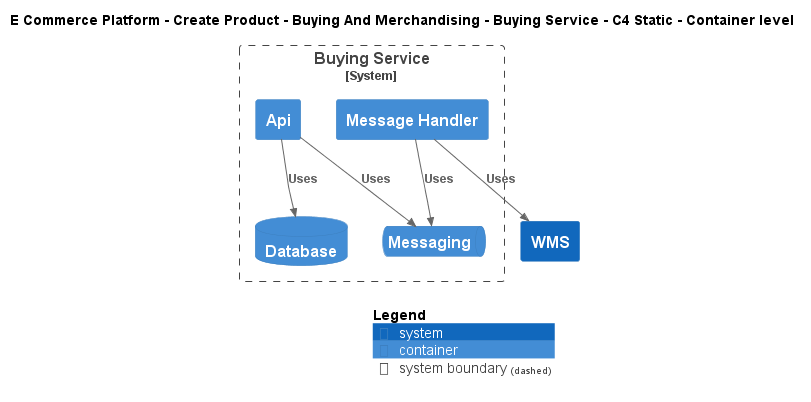 E Commerce Platform - Create Product - Buying And Merchandising - Buying Service - C4 Static - Container level
Buying Service
[System]
Api
Message Handler
Uses
Uses
Uses
Uses
Database
Messaging
WMS
Legend
system
container
system boundary (dashed)